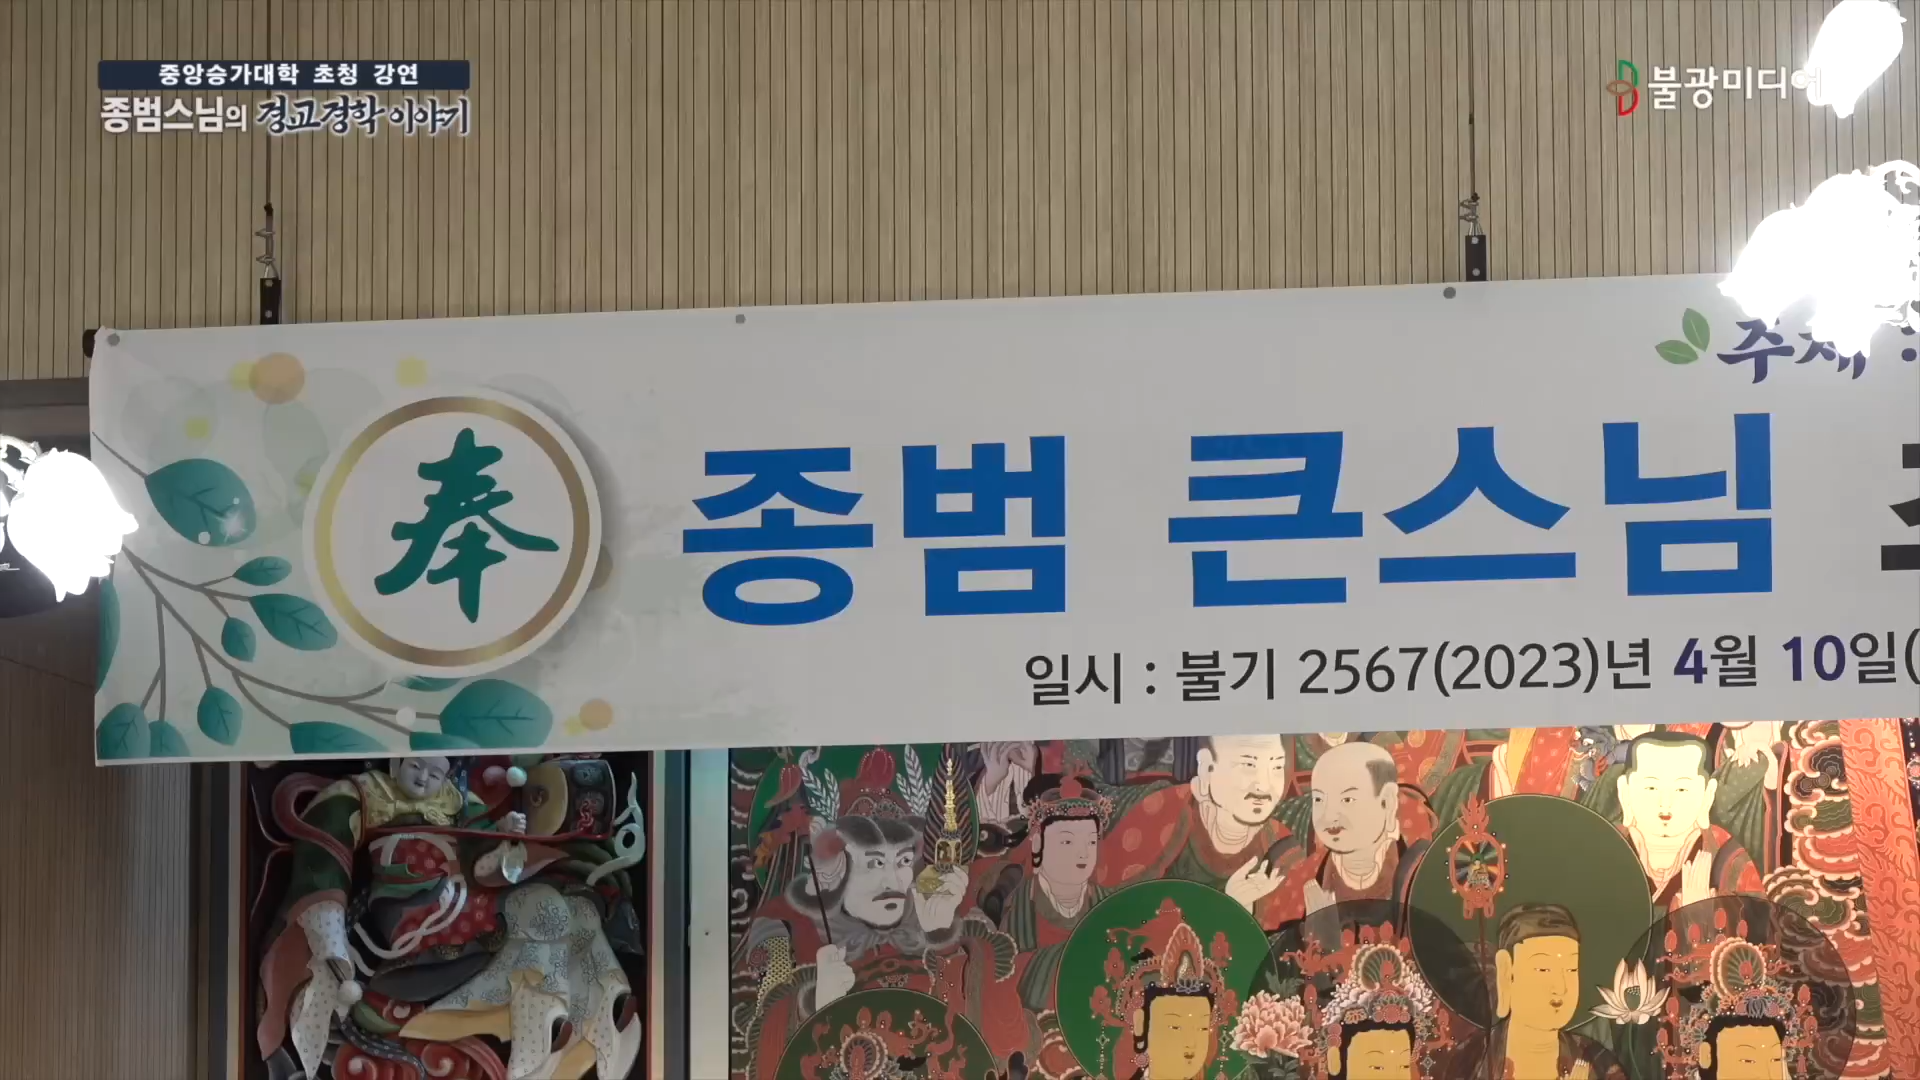 중앙승가대학 초청 강연
종범스님의 경교경학 이야기
불광미디어
주제 :
奉
종범 큰스님
일시 : 불기 2567(2023)년 4월 10일(